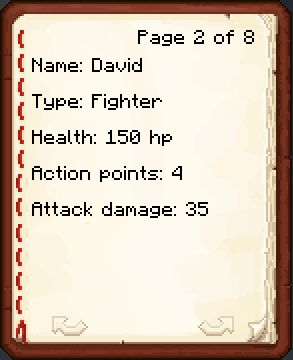 Page 2 of 8
Name: David
Type: Fighter
Health: 150 hp
Action points: 4
Attack damage: 35